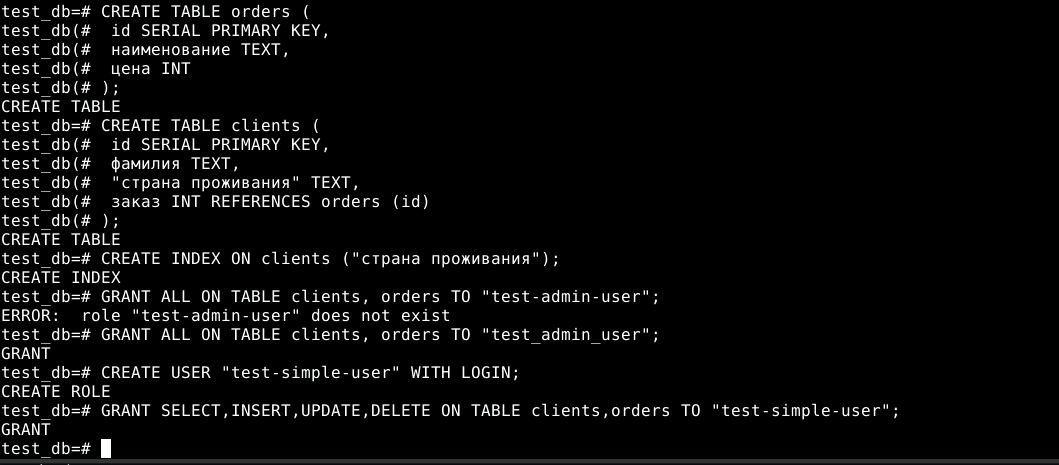 test_db=# CREATE TABLE orders (
test_db(#  id SERIAL PRIMARY KEY,
test_db(#  наименование TEXT,
test_db(#  цена INT
test_db(# );
CREATE TABLE
test_db=# CREATE TABLE clients (
test_db(#  id SERIAL PRIMARY KEY,
test_db(#  фамилия TEXT,
test_db(#  "страна проживания" TEXT,
test_db(#  заказ INT REFERENCES orders (id)
test_db(# );
CREATE TABLE
test_db=# CREATE INDEX ON clients ("страна проживания");
CREATE INDEX
test_db=# GRANT ALL ON TABLE clients, orders TO "test-admin-user";
ERROR:  role "test-admin-user" does not exist
test_db=# GRANT ALL ON TABLE clients, orders TO "test_admin_user";
GRANT
test_db=# CREATE USER "test-simple-user" WITH LOGIN;
CREATE ROLE
test_db=# GRANT SELECT,INSERT,UPDATE,DELETE ON TABLE clients,orders TO "test-simple-user";
GRANT
test_db=#